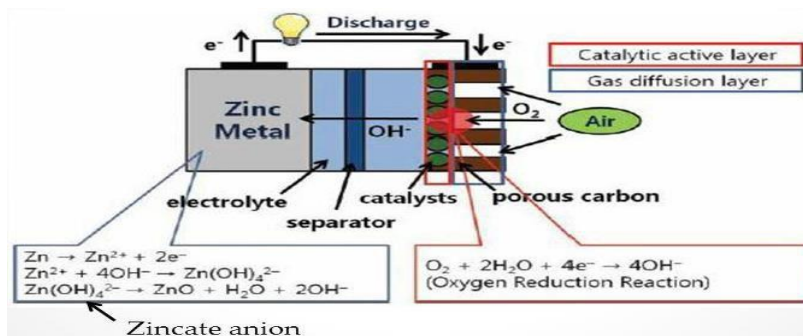 Discharge
e⁻
e⁻
Catalytic active layer
Gas diffusion layer
Zinc
Metal
OH-
O₂
Air
electrolyte
separator
catalysts
porous carbon
Zn → Zn²⁺ + 2e⁻
Zn²⁺ + 4OH⁻ → Zn(OH)₄²⁻
Zn(OH)₄²⁻ → ZnO + H₂O + 2OH⁻
O₂ + 2H₂O + 4e⁻ → 4OH⁻
(Oxygen Reduction Reaction)
Zincate anion